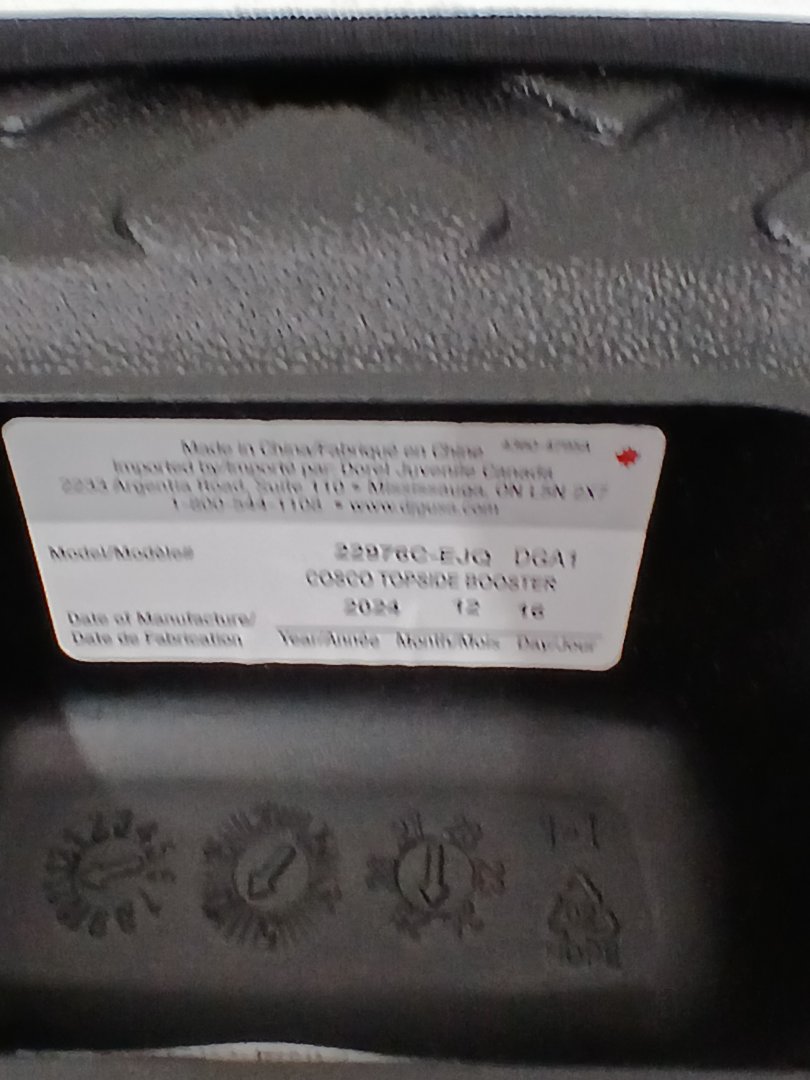 Made in China/Fabriqué en Chine
Imported by/Importé par: Dorel Juvenile Canada
2233 Argentia Road, Suite 110 • Mississauga, ON L5N 2X7
1-800-544-1108 • www.djgusa.com
Model/Modèle# 22976C-EJQ DGA1
COSCO TOPSIDE BOOSTER
2024 12 16
Date of Manufacture/
Date de Fabrication Year/Année Month/Mois Day/Jour
HDPE